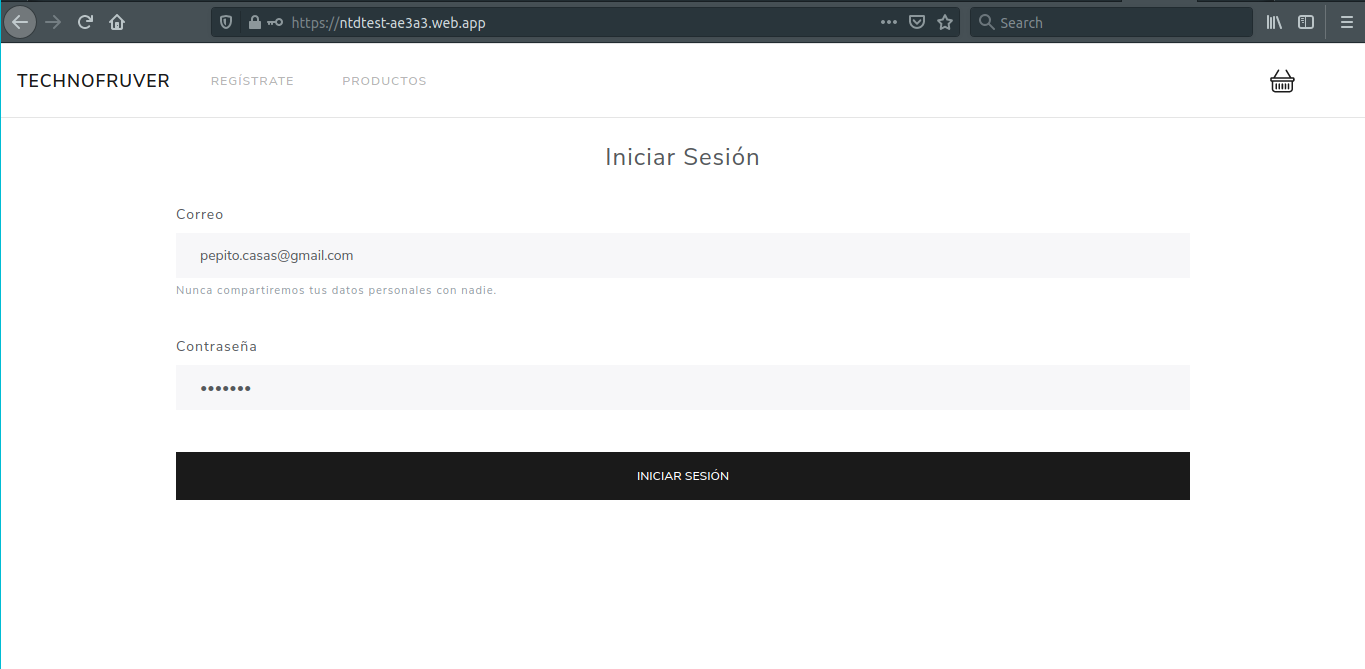 https://ntdtest-ae3a3.web.app
Search
TECHNOFRUVER
REGÍSTRATE
PRODUCTOS
Iniciar Sesión
Correo
pepito.casas@gmail.com
Nunca compartiremos tus datos personales con nadie.
Contraseña
•••••••
INICIAR SESIÓN